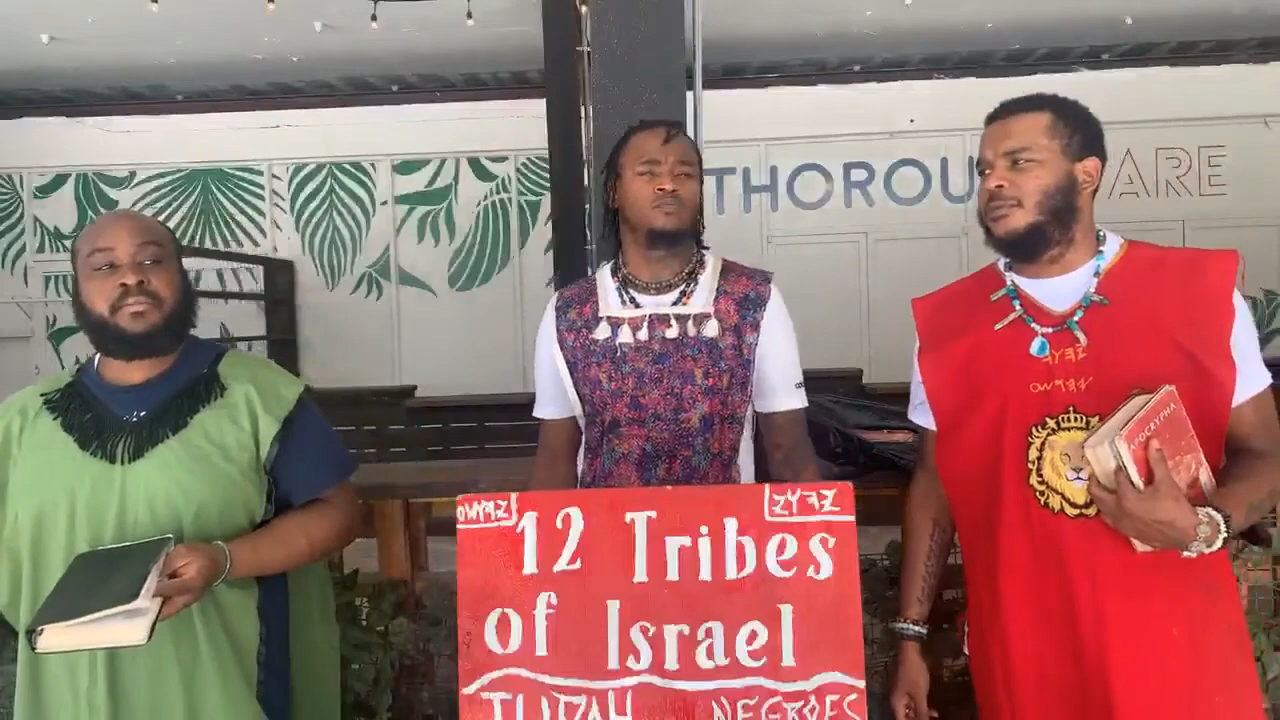 THOROU ARE
APOCRYPHA
12 Tribes
of Israel
JUDAH NEGROES